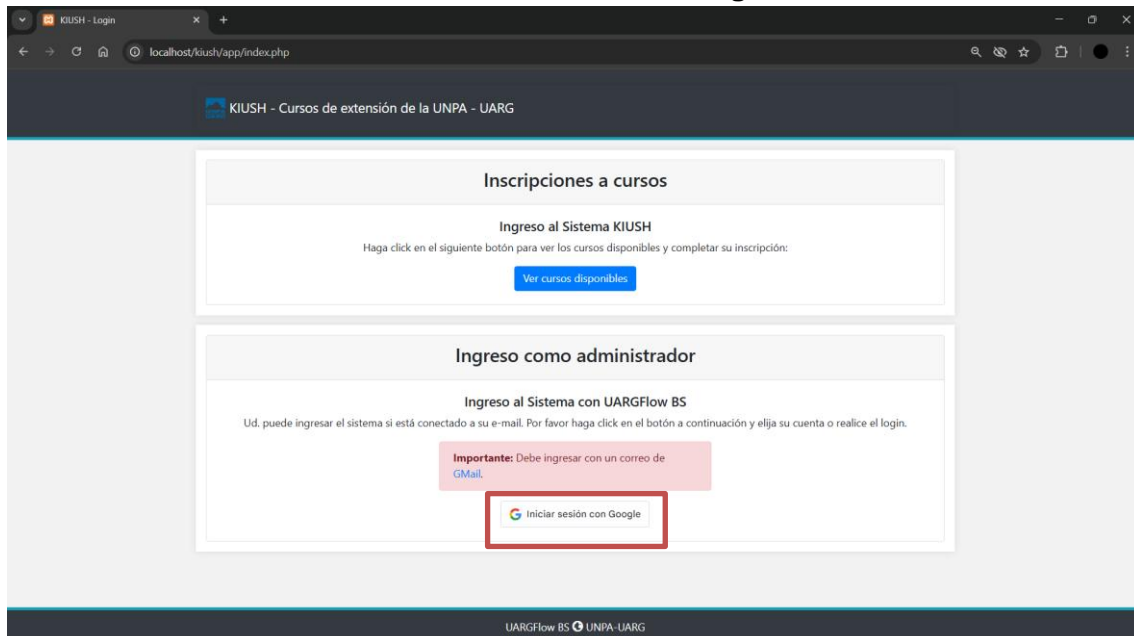 KIUSH - Login
localhost/kiush/app/index.php
KIUSH - Cursos de extensión de la UNPA - UARG
Inscripciones a cursos
Ingreso al Sistema KIUSH
Haga click en el siguiente botón para ver los cursos disponibles y completar su inscripción:
Ver cursos disponibles
Ingreso como administrador
Ingreso al Sistema con UARGFlow BS
Ud. puede ingresar el sistema si está conectado a su e-mail. Por favor haga click en el botón a continuación y elija su cuenta o realice el login.
Importante: Debe ingresar con un correo de
GMail.
Iniciar sesión con Google
UARGFlow BS UNPA-UARG